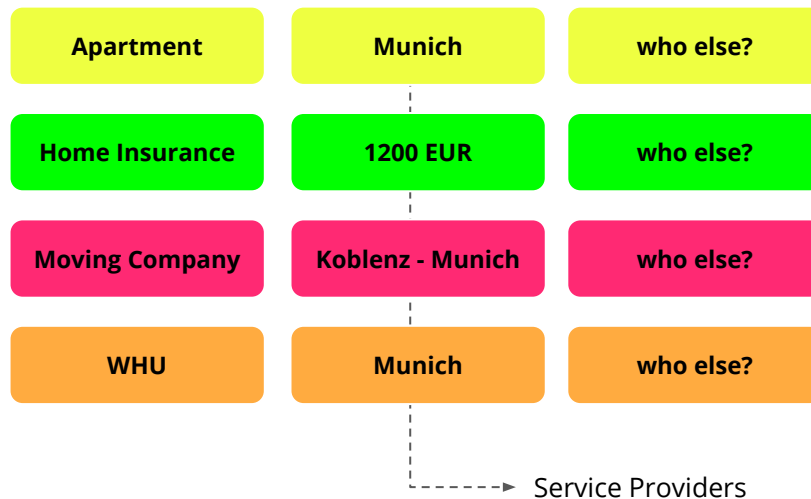 Apartment
Munich
who else?
Home Insurance
1200 EUR
who else?
Moving Company
Koblenz - Munich
who else?
WHU
Munich
who else?
Service Providers